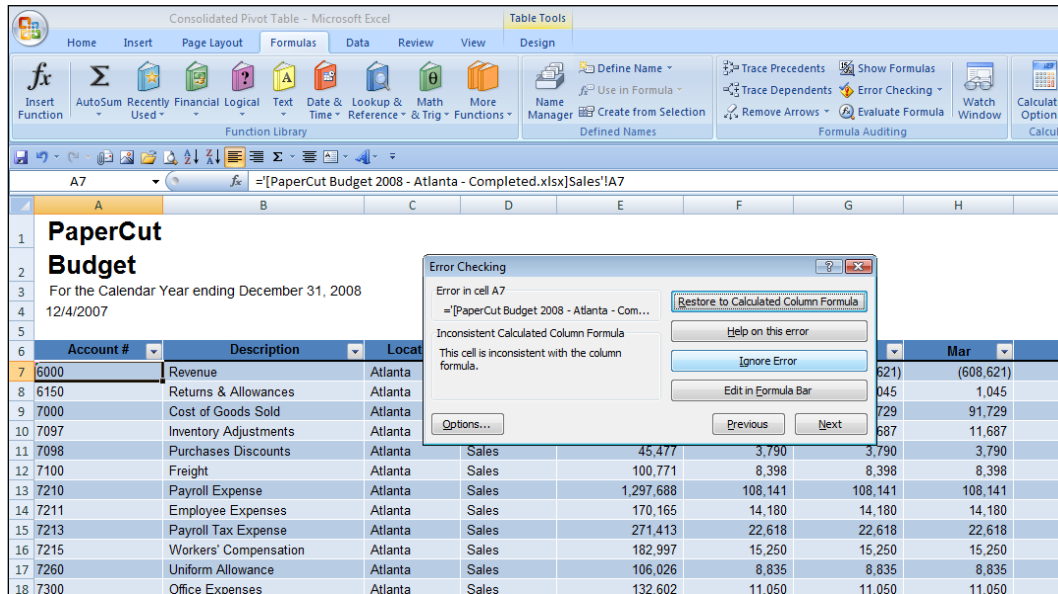 Consolidated Pivot Table - Microsoft Excel Table Tools
Home Insert Page Layout Formulas Data Review View Design
Insert Function
AutoSum
Recently Used
Financial
Logical
Text
Date & Time
Lookup & Reference
Math & Trig
More Functions
Function Library
Name Manager
Define Name
Use in Formula
Create from Selection
Defined Names
Trace Precedents
Trace Dependents
Remove Arrows
Show Formulas
Error Checking
Evaluate Formula
Watch Window
Formula Auditing
A7 fx ='[PaperCut Budget 2008 - Atlanta - Completed.xlsx]Sales'!A7
A B C D E F G H
1 PaperCut
2 Budget
3 For the Calendar Year ending December 31, 2008
4 12/4/2007
5
6 Account # Description Locat Mar
7 6000 Revenue Atlanta 621) (608,621)
8 6150 Returns & Allowances Atlanta 045 1,045
9 7000 Cost of Goods Sold Atlanta 729 91,729
10 7097 Inventory Adjustments Atlanta 687 11,687
11 7098 Purchases Discounts Atlanta Sales 45,477 3,790 3,790 3,790
12 7100 Freight Atlanta Sales 100,771 8,398 8,398 8,398
13 7210 Payroll Expense Atlanta Sales 1,297,688 108,141 108,141 108,141
14 7211 Employee Expenses Atlanta Sales 170,165 14,180 14,180 14,180
15 7213 Payroll Tax Expense Atlanta Sales 271,413 22,618 22,618 22,618
16 7215 Workers' Compensation Atlanta Sales 182,997 15,250 15,250 15,250
17 7260 Uniform Allowance Atlanta Sales 106,026 8,835 8,835 8,835
18 7300 Office Expenses Atlanta Sales 132,602 11,050 11,050 11,050
Error Checking
Error in cell A7
='[PaperCut Budget 2008 - Atlanta - Com...
Inconsistent Calculated Column Formula
This cell is inconsistent with the column
formula.
Restore to Calculated Column Formula
Help on this error
Ignore Error
Edit in Formula Bar
Options... Previous Next